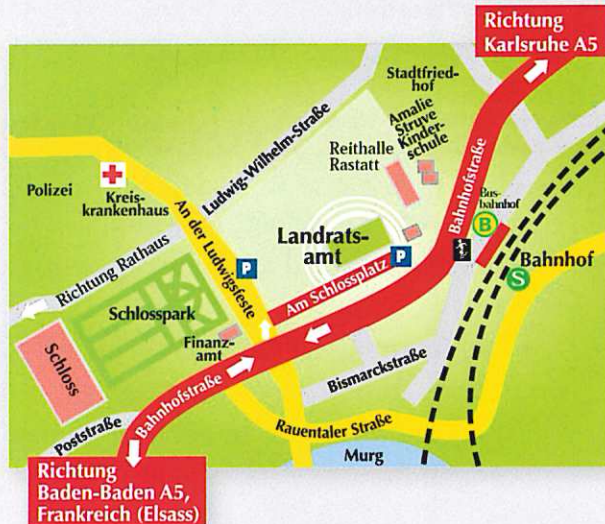 Richtung
Karlsruhe A5
Stadtfried-
hof
Amalie
Struve
Kinder-
schule
Reithalle
Rastatt
Ludwig-Wilhelm-Straße
Bahnhofstraße
Bus-
bahnhof
B
Polizei
Kreis-
krankenhaus
An der Ludwigsfeste
P
Landrats-
amt
P
Bahnhof
S
Richtung Rathaus
Am Schlossplatz
Schlosspark
Finanz-
amt
Schloss
Bismarckstraße
Bahnhofstraße
Poststraße
Rauentaler Straße
Murg
Richtung
Baden-Baden A5,
Frankreich (Elsass)